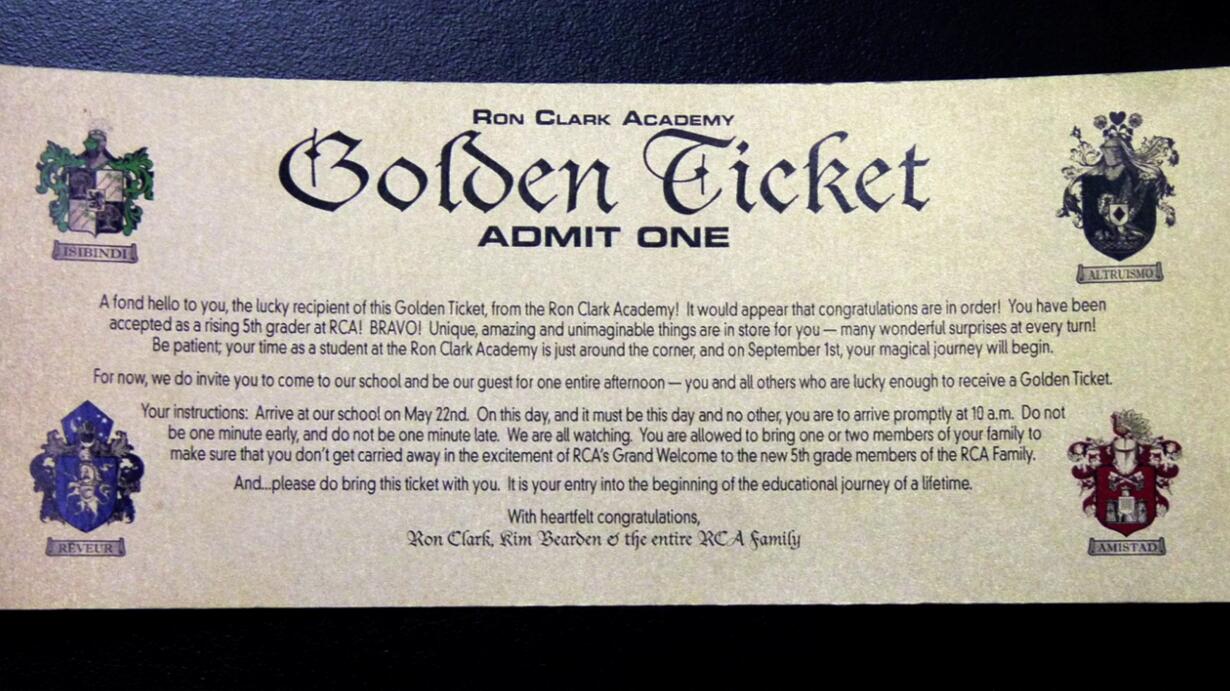 RON CLARK ACADEMY
Golden Ticket
ADMIT ONE
ISIBINDI
ALTRUISMO
A fond hello to you, the lucky recipient of this Golden Ticket, from the Ron Clark Academy! It would appear that congratulations are in order! You have been
accepted as a rising 5th grader at RCA! BRAVO! Unique, amazing and unimaginable things are in store for you — many wonderful surprises at every turn!
Be patient; your time as a student at the Ron Clark Academy is just around the corner, and on September 1st, your magical journey will begin.
For now, we do invite you to come to our school and be our guest for one entire afternoon — you and all others who are lucky enough to receive a Golden Ticket.
Your instructions: Arrive at our school on May 22nd. On this day, and it must be this day and no other, you are to arrive promptly at 10 a.m. Do not
be one minute early, and do not be one minute late. We are all watching. You are allowed to bring one or two members of your family to
make sure that you don't get carried away in the excitement of RCA's Grand Welcome to the new 5th grade members of the RCA Family.
And...please do bring this ticket with you. It is your entry into the beginning of the educational journey of a lifetime.
With heartfelt congratulations,
Ron Clark, Kim Bearden & the entire RCA Family
RÊVEUR
AMISTAD